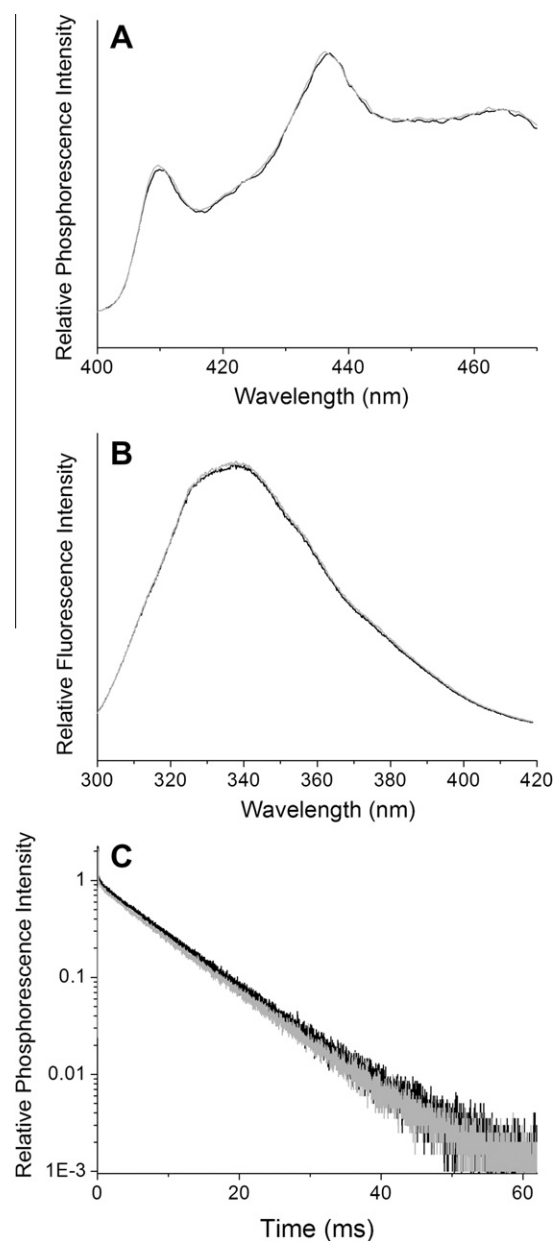 A
Relative Phosphorescence Intensity
400 420 440 460
Wavelength (nm)
B
Relative Fluorescence Intensity
300 320 340 360 380 400 420
Wavelength (nm)
C
Relative Phosphorescence Intensity
1
0.1
0.01
1E-3
0 20 40 60
Time (ms)